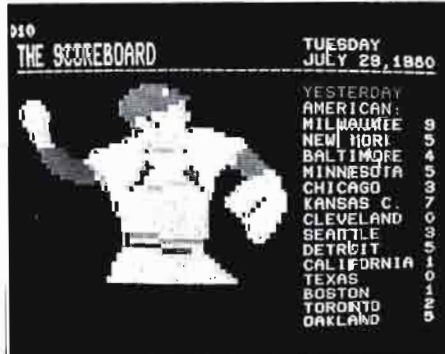 D10
THE SCOREBOARD
TUESDAY
JULY 29, 1980
YESTERDAY
AMERICAN:
MILWAUKEE 9
NEW YORK 5
BALTIMORE 4
MINNESOTA 5
CHICAGO 3
KANSAS C. 7
CLEVELAND 0
SEATTLE 3
DETROIT 5
CALIFORNIA 1
TEXAS 0
BOSTON 1
TORONTO 2
OAKLAND 5